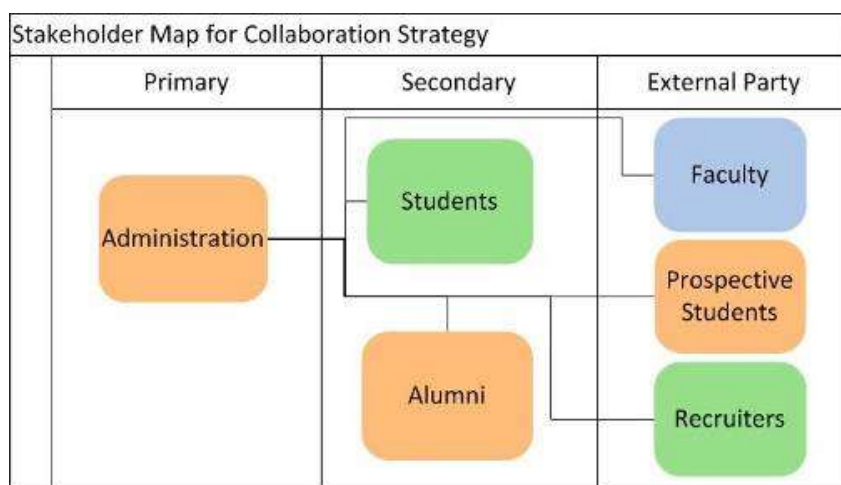 Stakeholder Map for Collaboration Strategy
Primary
Secondary
External Party
Administration
Students
Alumni
Faculty
Prospective
Students
Recruiters